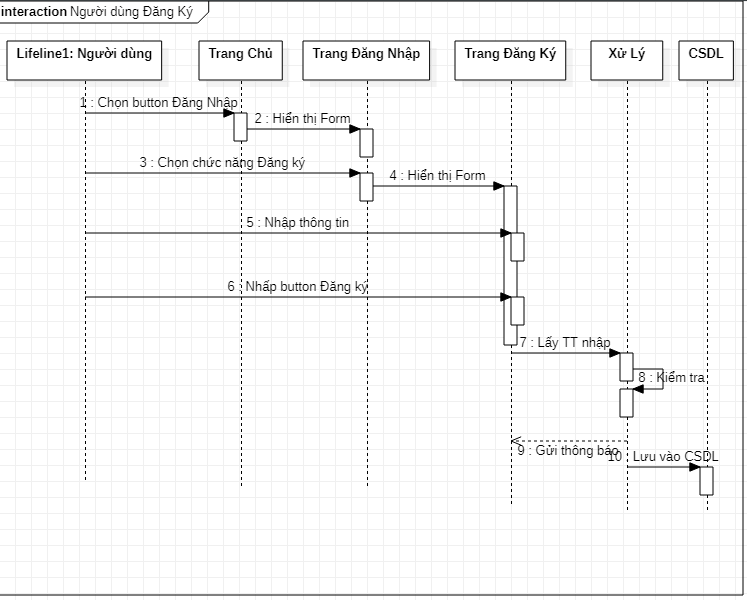 interaction Người dùng Đăng Ký
Lifeline1: Người dùng
Trang Chủ
Trang Đăng Nhập
Trang Đăng Ký
Xử Lý
CSDL
1 : Chọn button Đăng Nhập
2 : Hiển thị Form
3 : Chọn chức năng Đăng ký
4 : Hiển thị Form
5 : Nhập thông tin
6 : Nhấp button Đăng ký
7 : Lấy TT nhập
8 : Kiểm tra
9 : Gửi thông báo
10 : Lưu vào CSDL